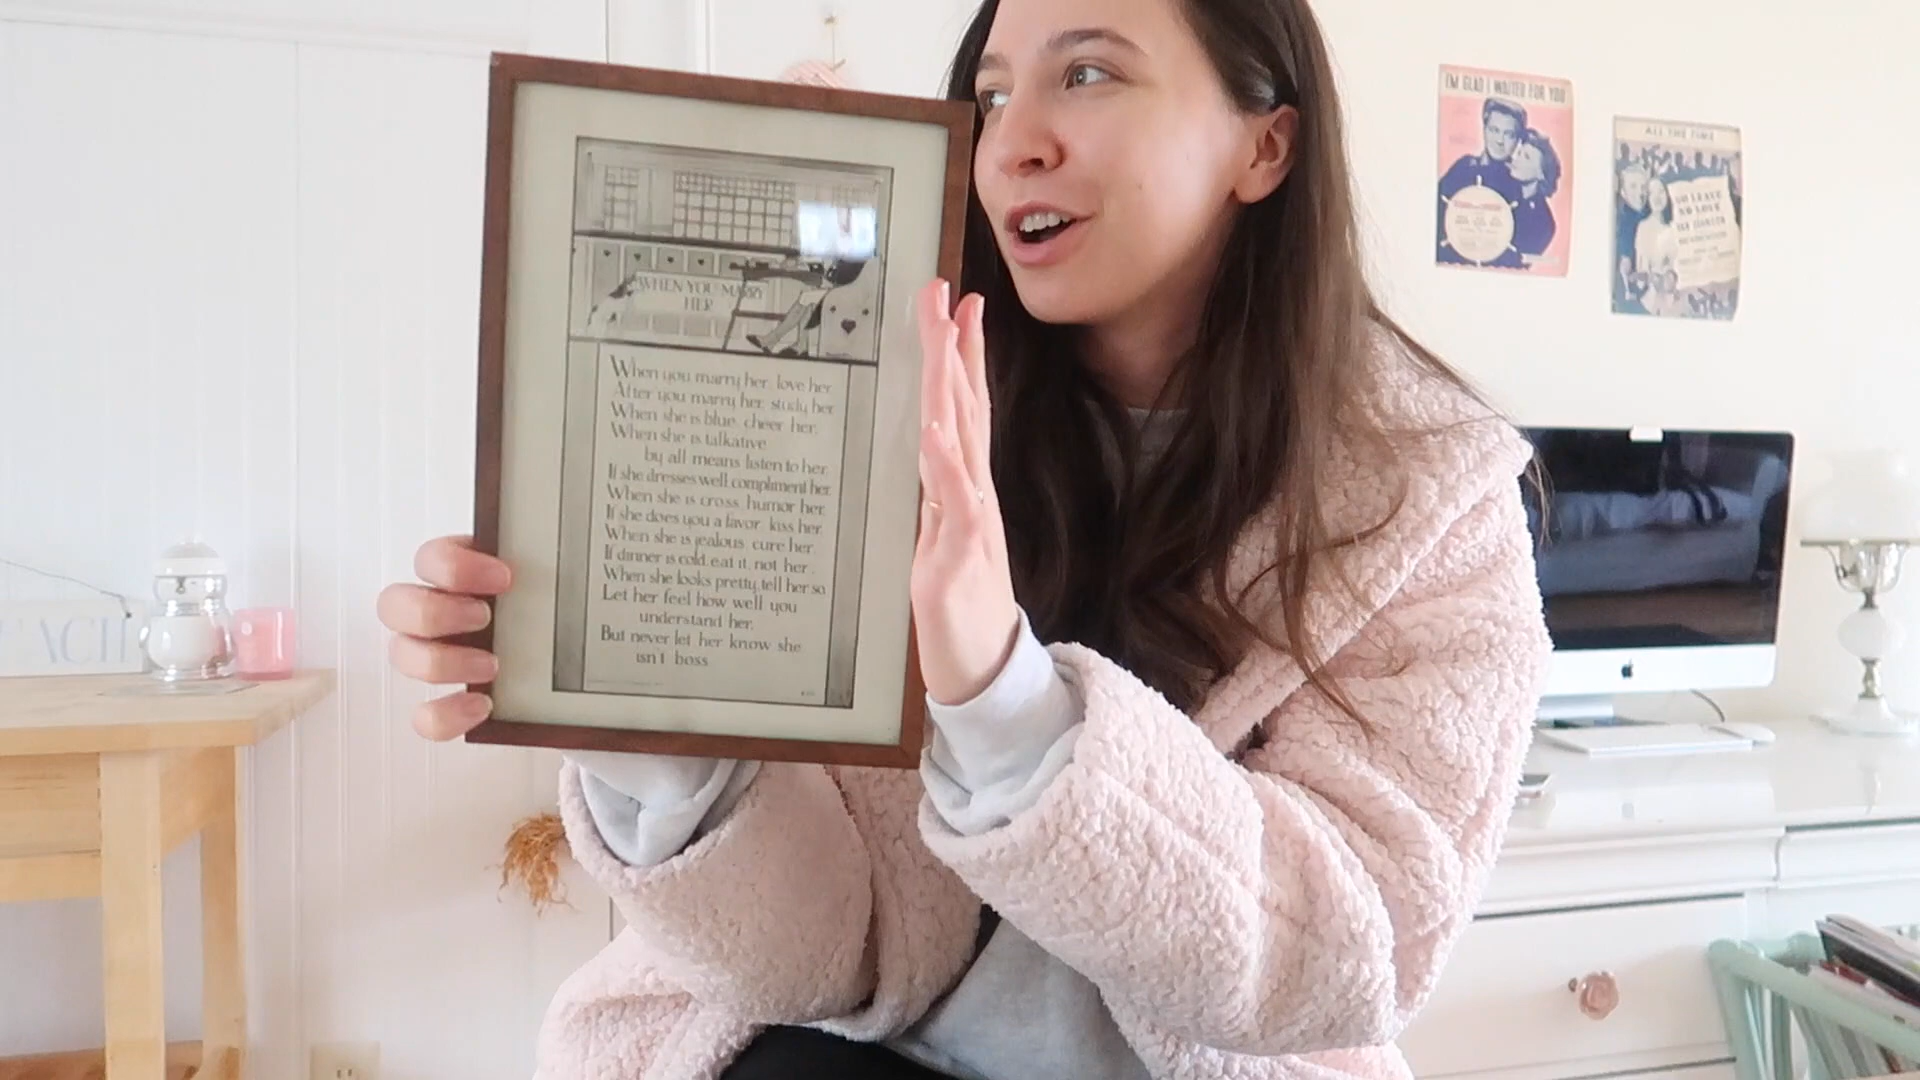 WHEN YOU MARRY
HER
When you marry her, love her
After you marry her, study her.
When she is blue, cheer her,
When she is talkative
by all means listen to her.
If she dresses well, compliment her.
When she is cross, humor her.
If she does you a favor, kiss her.
When she is jealous, cure her.
If dinner is cold, eat it, not her.
When she looks pretty, tell her so.
Let her feel how well you
understand her.
But never let her know she
isn't boss.
I'M GLAD I WAITED FOR YOU
ALL THE TIME
NO LEAVE
NO LOVE
EACH